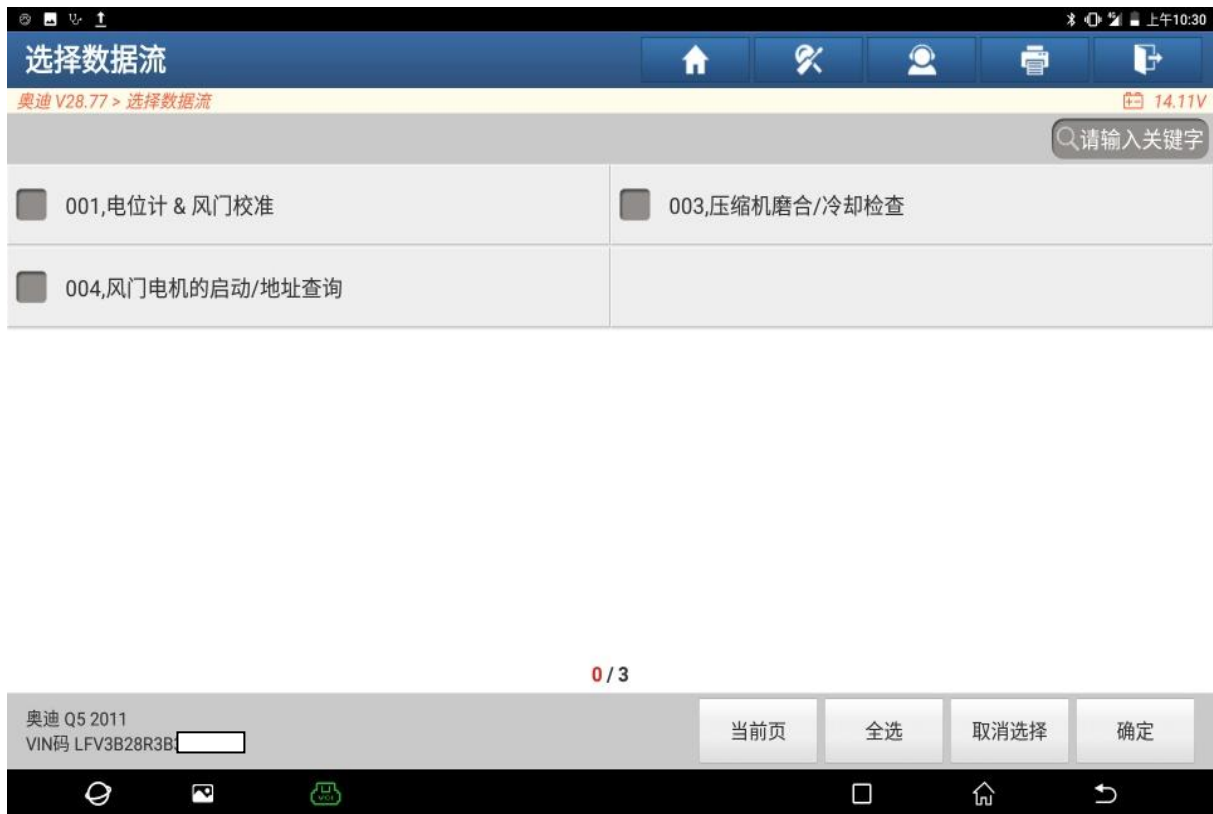 上午10:30
选择数据流
奥迪 V28.77 > 选择数据流
14.11V
请输入关键字
001,电位计 & 风门校准
003,压缩机磨合/冷却检查
004,风门电机的启动/地址查询
0 / 3
奥迪 Q5 2011
VIN码 LFV3B28R3B
当前页
全选
取消选择
确定
VCI